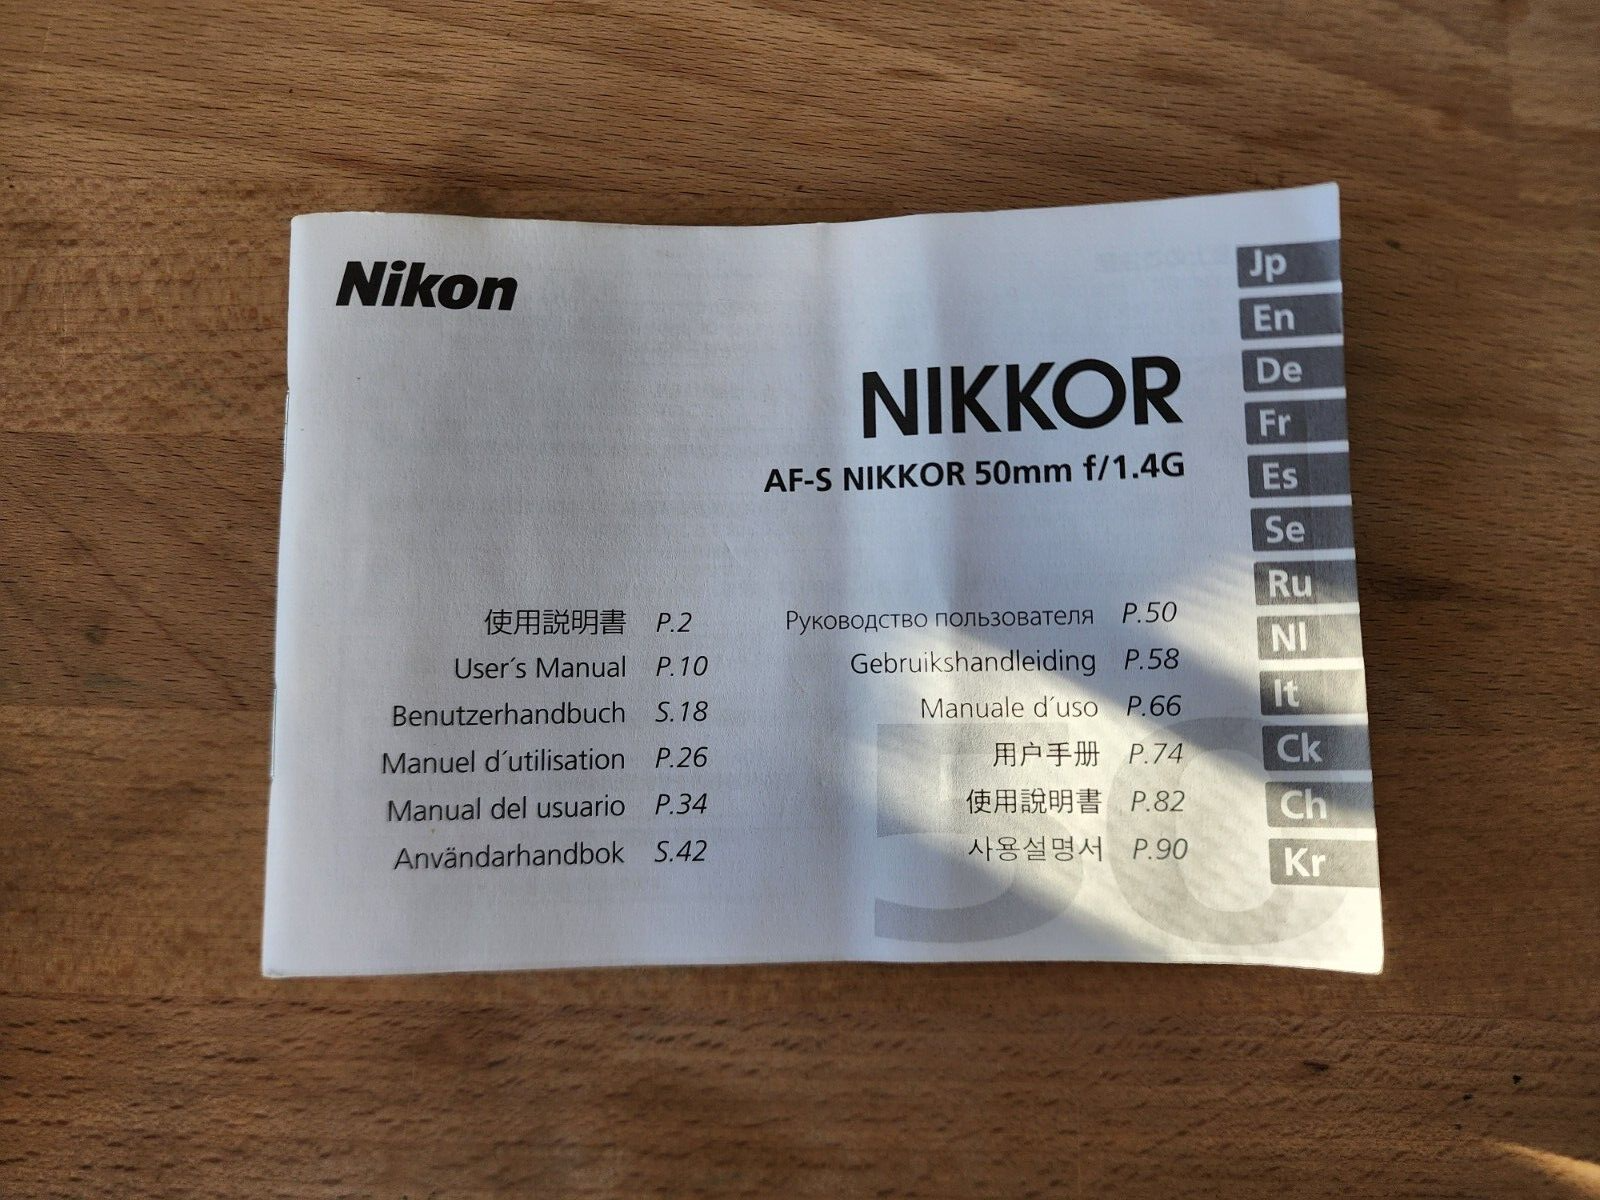 Nikon
NIKKOR
AF-S NIKKOR 50mm f/1.4G
使用説明書 P.2
User´s Manual P.10
Benutzerhandbuch S.18
Manuel d´utilisation P.26
Manual del usuario P.34
Användarhandbok S.42
Руководство пользователя P.50
Gebruikshandleiding P.58
Manuale d´uso P.66
用户手册 P.74
使用說明書 P.82
사용설명서 P.90
50
Jp
En
De
Fr
Es
Se
Ru
Nl
It
Ck
Ch
Kr